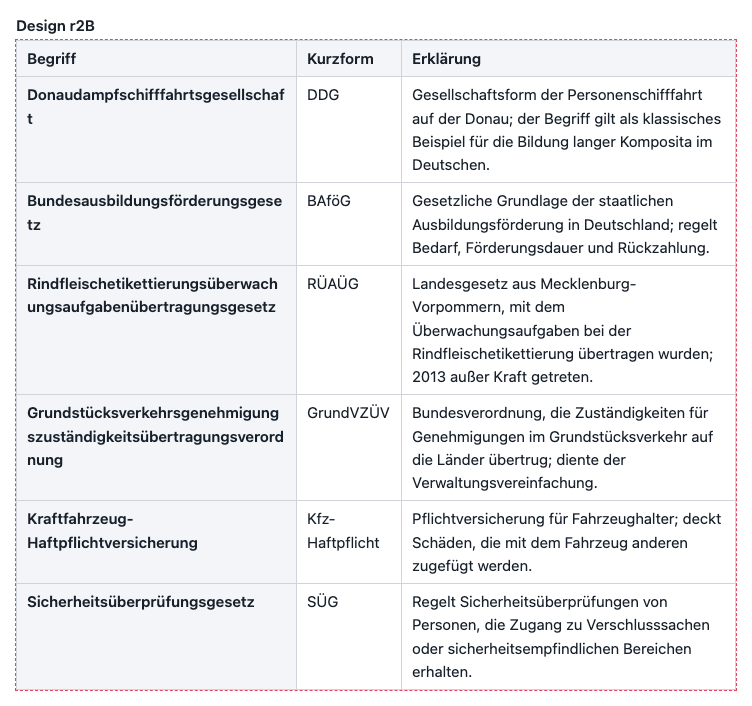 Design r2B
Begriff Kurzform Erklärung
Donaudampfschifffahrtsgesellschaf
t
DDG
Gesellschaftsform der Personenschifffahrt
auf der Donau; der Begriff gilt als klassisches
Beispiel für die Bildung langer Komposita im
Deutschen.
Bundesausbildungsförderungsgese
tz
BAföG
Gesetzliche Grundlage der staatlichen
Ausbildungsförderung in Deutschland; regelt
Bedarf, Förderungsdauer und Rückzahlung.
Rindfleischetikettierungsüberwach
ungsaufgabenübertragungsgesetz
RÜAÜG
Landesgesetz aus Mecklenburg-
Vorpommern, mit dem
Überwachungsaufgaben bei der
Rindfleischetikettierung übertragen wurden;
2013 außer Kraft getreten.
Grundstücksverkehrsgenehmigung
szuständigkeitsübertragungsverord
nung
GrundVZÜV
Bundesverordnung, die Zuständigkeiten für
Genehmigungen im Grundstücksverkehr auf
die Länder übertrug; diente der
Verwaltungsvereinfachung.
Kraftfahrzeug-
Haftpflichtversicherung
Kfz-
Haftpflicht
Pflichtversicherung für Fahrzeughalter; deckt
Schäden, die mit dem Fahrzeug anderen
zugefügt werden.
Sicherheitsüberprüfungsgesetz
SÜG
Regelt Sicherheitsüberprüfungen von
Personen, die Zugang zu Verschlusssachen
oder sicherheitsempfindlichen Bereichen
erhalten.